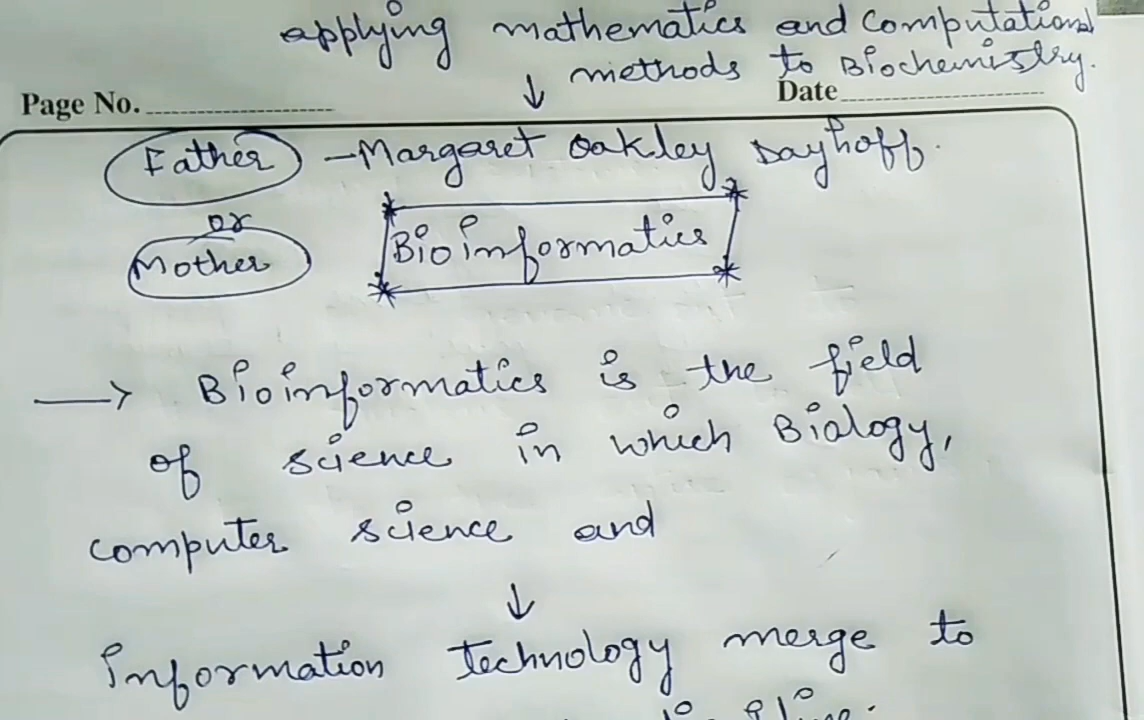 applying mathematics and computational
methods to Biochemistry.
↓
Page No. Date
Father - Margaret Oakley Dayhoff.
or
Mother
Bioinformatics
→ Bioinformatics is the field
of science in which Biology,
computer science and
↓
Information technology merge to